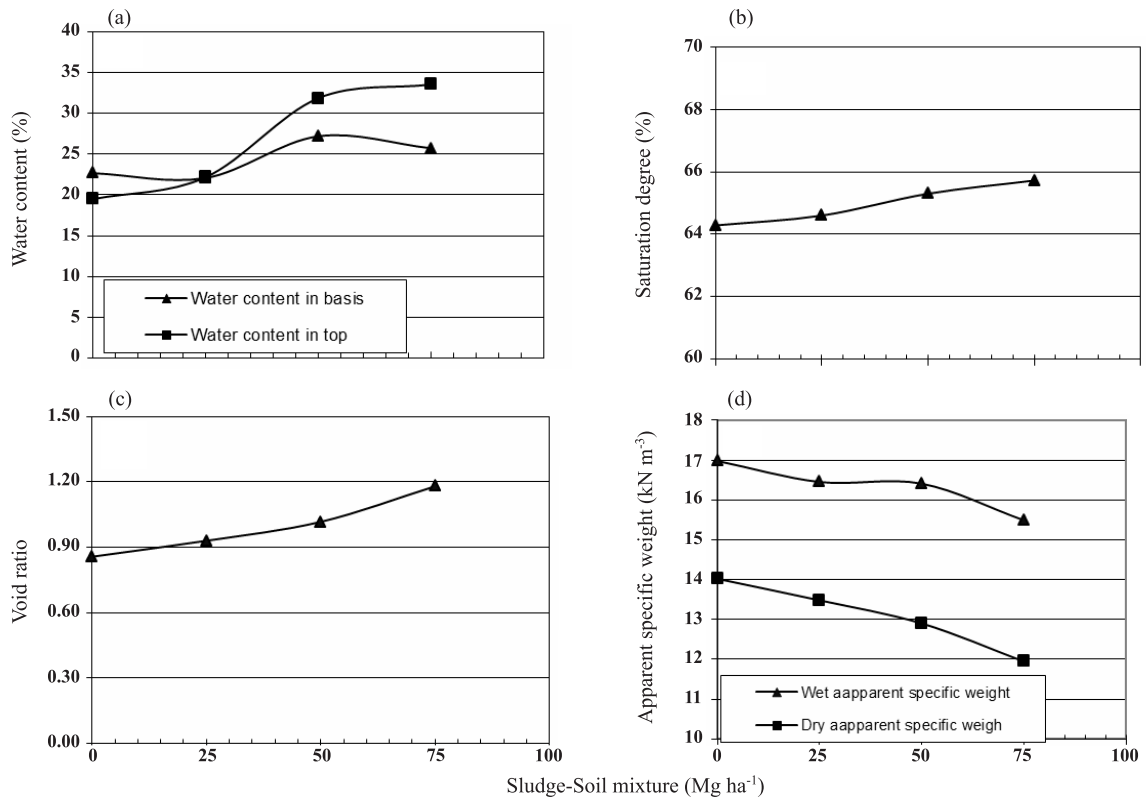 (a)
40
35
30
25
20
15
10
5
0
Water content (%)
Water content in basis
Water content in top
(b)
70
68
66
64
62
60
Saturation degree (%)
(c)
1.50
1.20
0.90
0.60
0.30
0.00
Void ratio
0 25 50 75 100
(d)
18
17
16
15
14
13
12
11
10
Apparent specific weight (kN m-3)
Wet aapparent specific weight
Dry aapparent specific weigh
0 25 50 75 100
Sludge-Soil mixture (Mg ha-1)